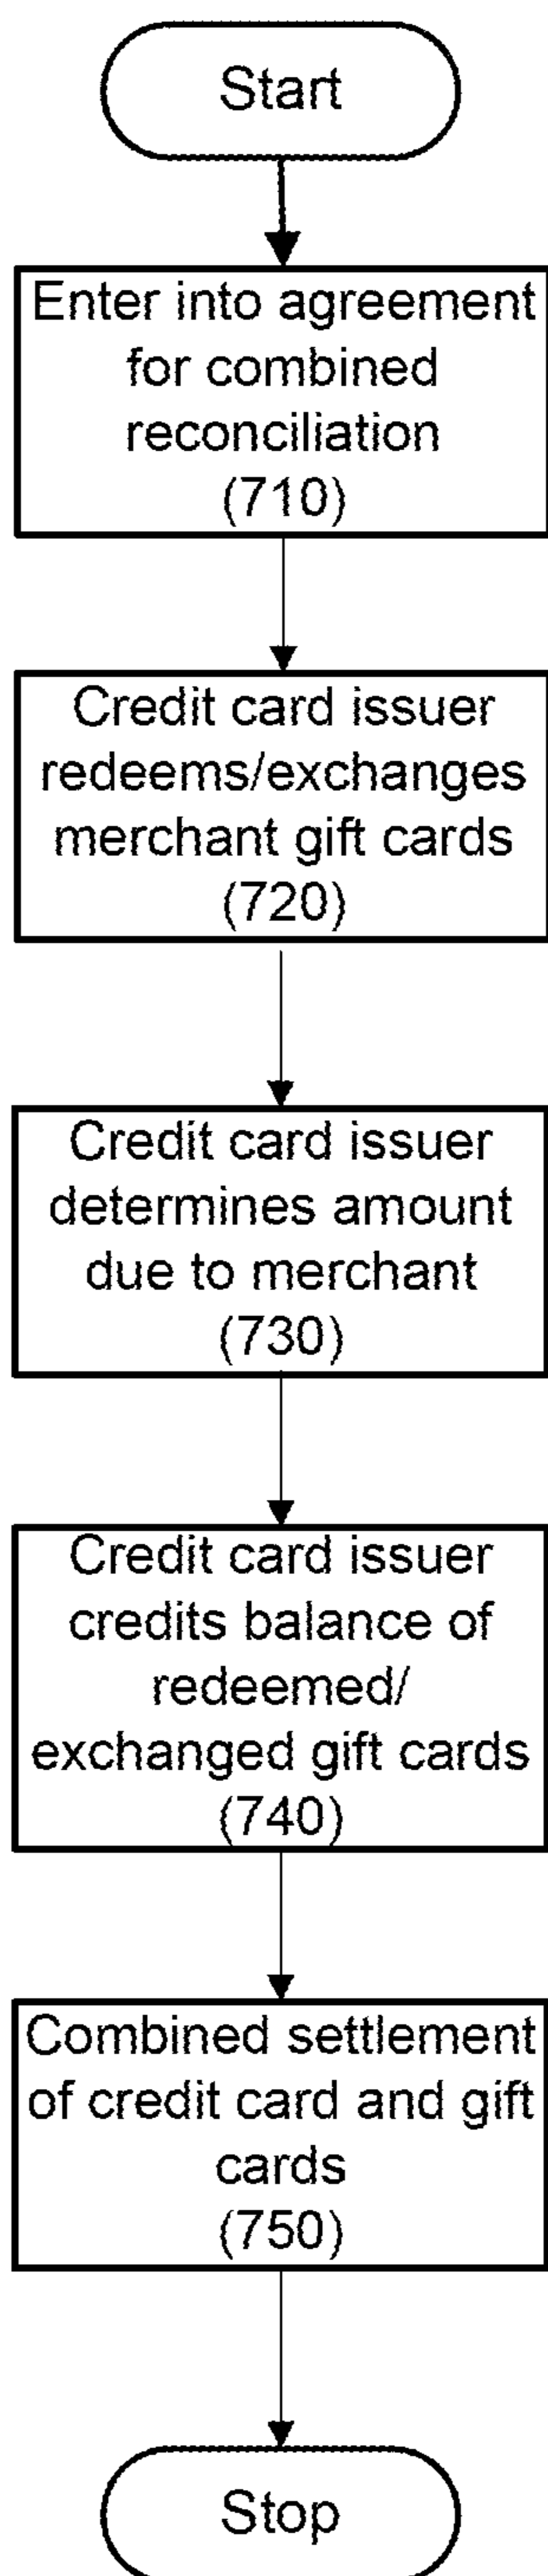 Start
Enter into agreement
for combined
reconciliation
(710)
Credit card issuer
redeems/exchanges
merchant gift cards
(720)
Credit card issuer
determines amount
due to merchant
(730)
Credit card issuer
credits balance of
redeemed/
exchanged gift cards
(740)
Combined settlement
of credit card and gift
cards
(750)
Stop